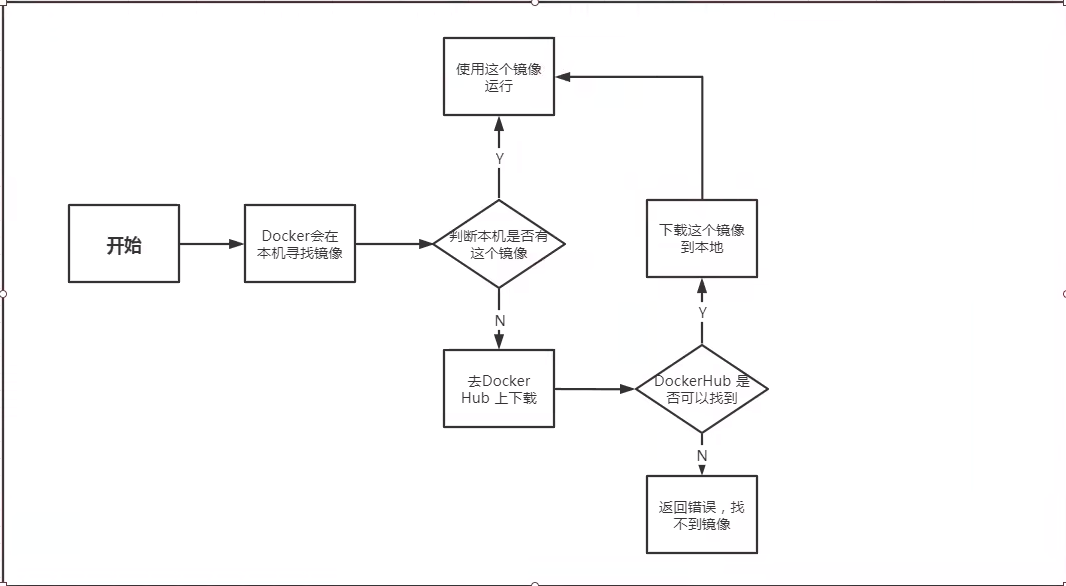 使用这个镜像
运行
Y
开始
Docker会在
本机寻找镜像
判断本机是否有
这个镜像
下载这个镜像
到本地
N
Y
去Docker
Hub 上下载
DockerHub 是
否可以找到
N
返回错误，找
不到镜像